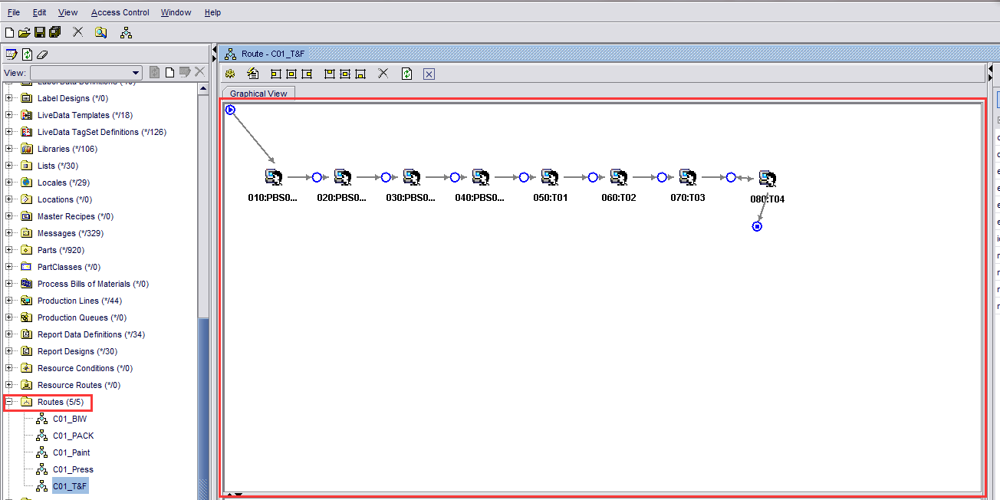 File Edit View Access Control Window Help
View:
Label Designs (*/0)
LiveData Templates (*/18)
LiveData TagSet Definitions (*/126)
Libraries (*/106)
Lists (*/30)
Locales (*/29)
Locations (*/0)
Master Recipes (*/0)
Messages (*/329)
Parts (*/920)
PartClasses (*/0)
Process Bills of Materials (*/0)
Production Lines (*/44)
Production Queues (*/0)
Report Data Definitions (*/34)
Report Designs (*/30)
Resource Conditions (*/0)
Resource Routes (*/0)
Routes (5/5)
C01_BIW
C01_PACK
C01_Paint
C01_Press
C01_T&F
Route - C01_T&F
Graphical View
010:PBS0... 020:PBS0... 030:PBS0... 040:PBS0... 050:T01 060:T02 070:T03 080:T04